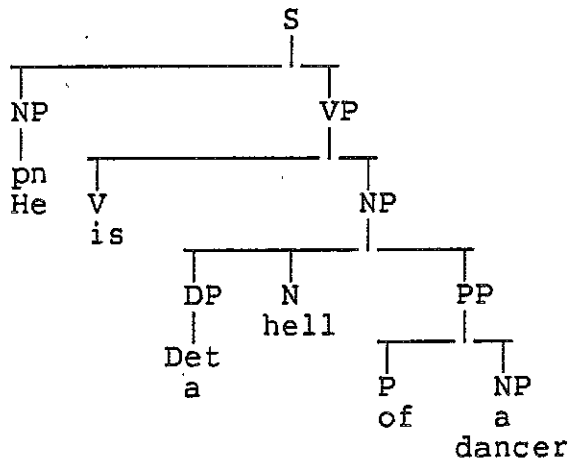 S
NP VP
pn
He V NP
is
DP N PP
hell
Det
a P NP
of a
dancer